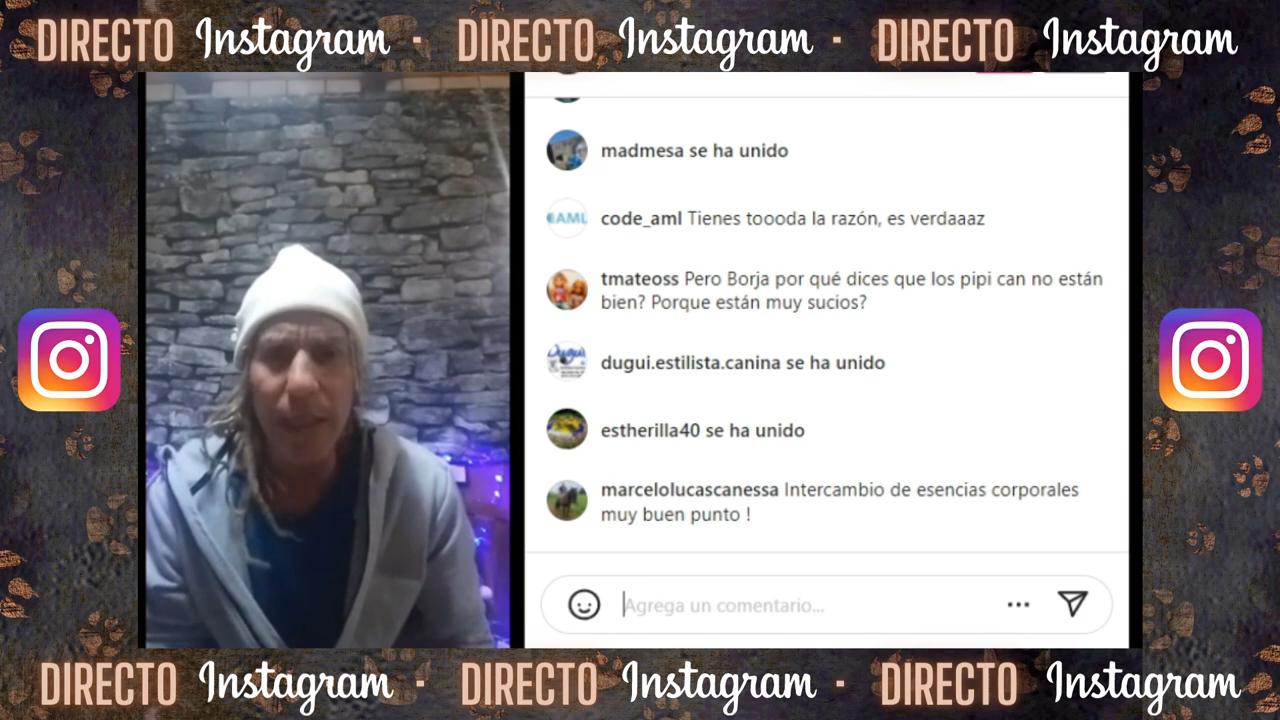 DIRECTO Instagram · DIRECTO Instagram · DIRECTO Instagram
madmesa se ha unido
EAML
code_aml Tienes toooda la razón, es verdaaaz
tmateoss Pero Borja por qué dices que los pipi can no están
bien? Porque están muy sucios?
Dugui
dugui.estilista.canina se ha unido
estherilla40 se ha unido
marcelolucascanessa Intercambio de esencias corporales
muy buen punto !
Agrega un comentario...
DIRECTO Instagram · DIRECTO Instagram · DIRECTO Instagram